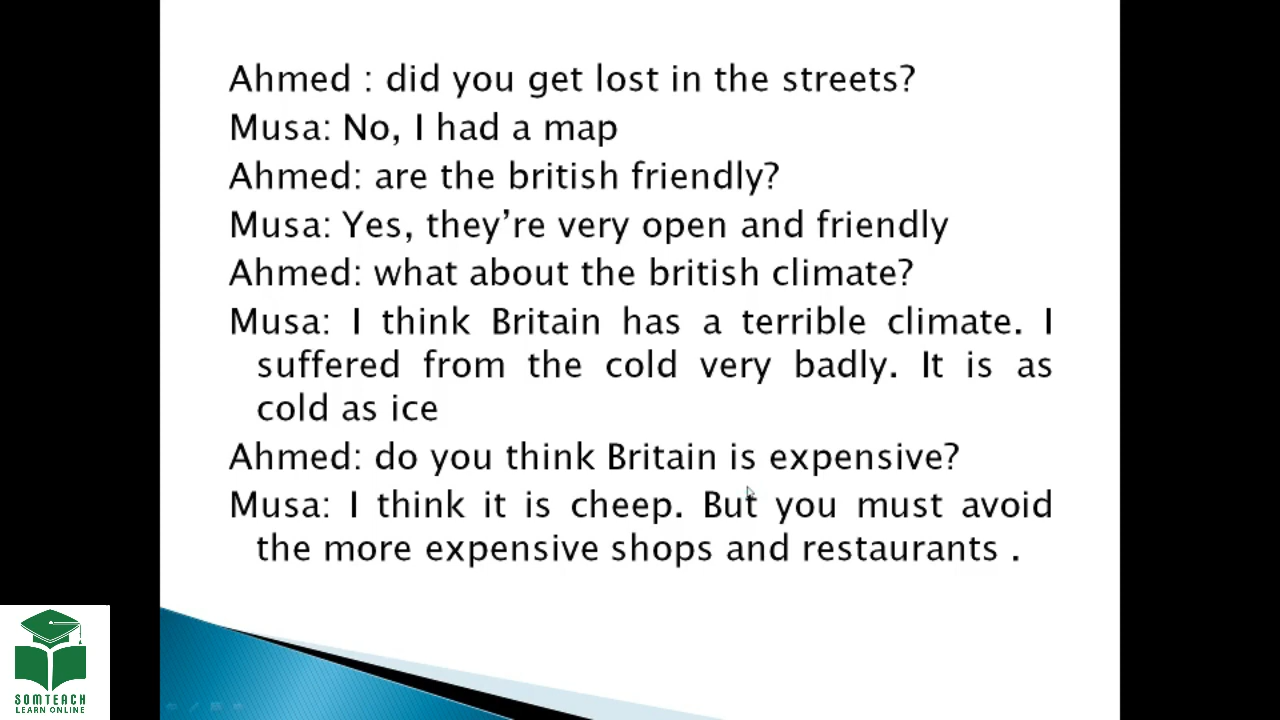 Ahmed : did you get lost in the streets?
Musa: No, I had a map
Ahmed: are the british friendly?
Musa: Yes, they’re very open and friendly
Ahmed: what about the british climate?
Musa: I think Britain has a terrible climate. I
suffered from the cold very badly. It is as
cold as ice
Ahmed: do you think Britain is expensive?
Musa: I think it is cheep. But you must avoid
the more expensive shops and restaurants .
SOMTEACH
LEARN ONLINE